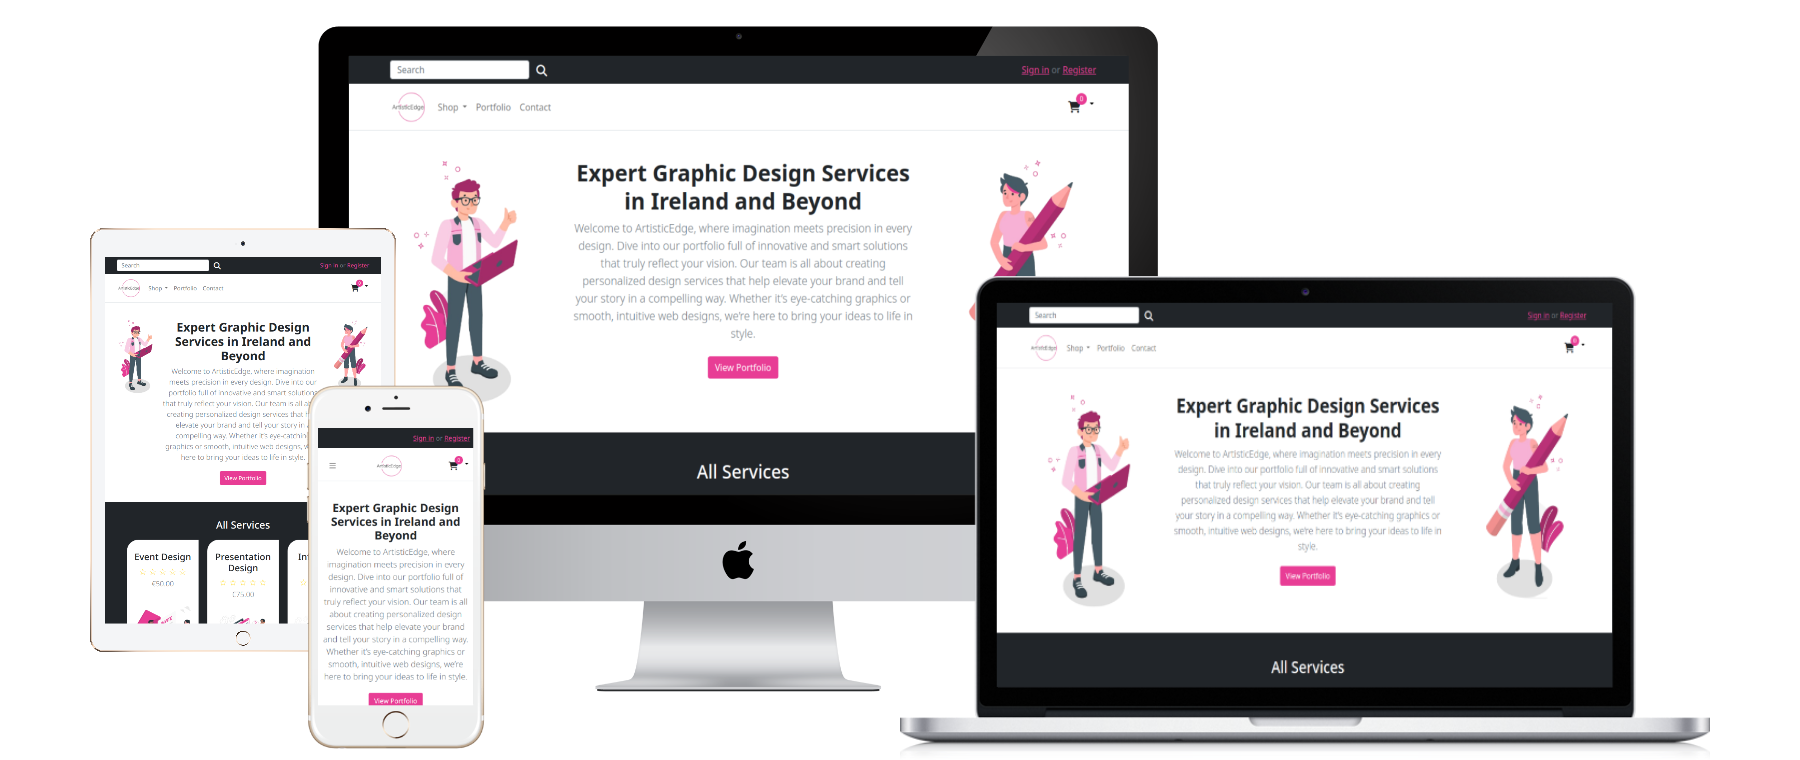 Search
Sign in or Register
ArtisticEdge
Shop Portfolio Contact
0
Expert Graphic Design Services
in Ireland and Beyond
Welcome to ArtisticEdge, where imagination meets precision in every
design. Dive into our portfolio full of innovative and smart solutions
that truly reflect your vision. Our team is all about creating
personalized design services that help elevate your brand and tell
your story in a compelling way. Whether it's eye-catching graphics or
smooth, intuitive web designs, we're here to bring your ideas to life in
style.
View Portfolio
All Services
Search
Sign in or Register
ArtisticEdge
Shop Portfolio Contact
0
Expert Graphic Design
Services in Ireland and
Beyond
Welcome to ArtisticEdge, where imagination
meets precision in every design. Dive into our
portfolio full of innovative and smart solutions
that truly reflect your vision. Our team is all
creating personalized design services that
elevate your brand and tell your story in
compelling way. Whether it's eye-catching
graphics or smooth, intuitive web designs,
here to bring your ideas to life in style.
View Portfolio
All Services
Event Design
€50.00
Presentation
Design
€75.00
Sign in or Register
ArtisticEdge
0
Expert Graphic Design
Services in Ireland and
Beyond
Welcome to ArtisticEdge, where
imagination meets precision in every
design. Dive into our portfolio full of
innovative and smart solutions that
truly reflect your vision. Our team is all
about creating personalized design
services that help elevate your brand
and tell your story in a compelling way.
Whether it's eye-catching graphics or
smooth, intuitive web designs, we're
here to bring your ideas to life in style.
View Portfolio
Search
Sign in or Register
ArtisticEdge
Shop Portfolio Contact
0
Expert Graphic Design Services
in Ireland and Beyond
Welcome to ArtisticEdge, where imagination meets precision in every
design. Dive into our portfolio full of innovative and smart solutions
that truly reflect your vision. Our team is all about creating
personalized design services that help elevate your brand and tell
your story in a compelling way. Whether it's eye-catching graphics or
smooth, intuitive web designs, we're here to bring your ideas to life in
style.
View Portfolio
All Services